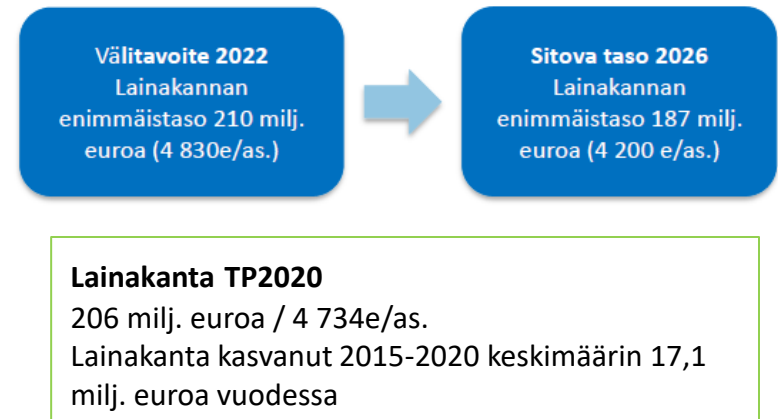 Välitavoite 2022
Lainakannan
enimmäistaso 210 milj.
euroa (4 830e/as.)
Sitova taso 2026
Lainakannan
enimmäistaso 187 milj.
euroa (4 200 e/as.)
Lainakanta TP2020
206 milj. euroa / 4 734e/as.
Lainakanta kasvanut 2015-2020 keskimäärin 17,1
milj. euroa vuodessa